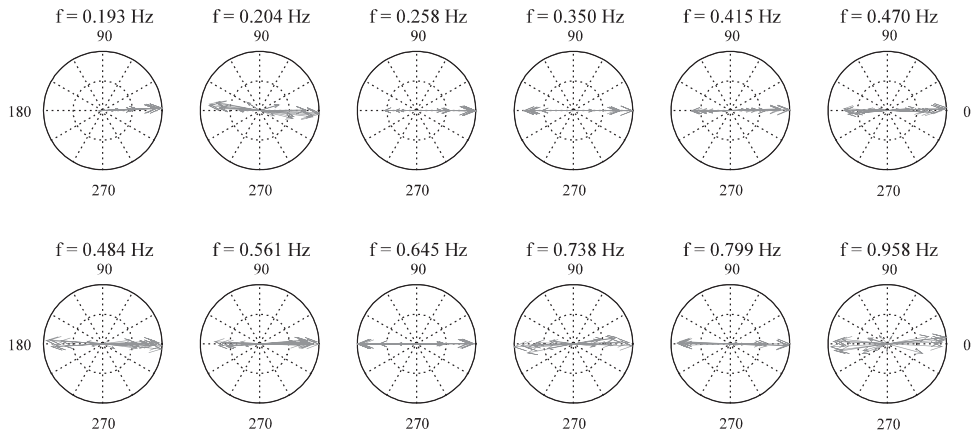 f = 0.193 Hz f = 0.204 Hz f = 0.258 Hz f = 0.350 Hz f = 0.415 Hz f = 0.470 Hz
90 90 90 90 90 90
180 0
270 270 270 270 270 270
f = 0.484 Hz f = 0.561 Hz f = 0.645 Hz f = 0.738 Hz f = 0.799 Hz f = 0.958 Hz
90 90 90 90 90 90
180 0
270 270 270 270 270 270